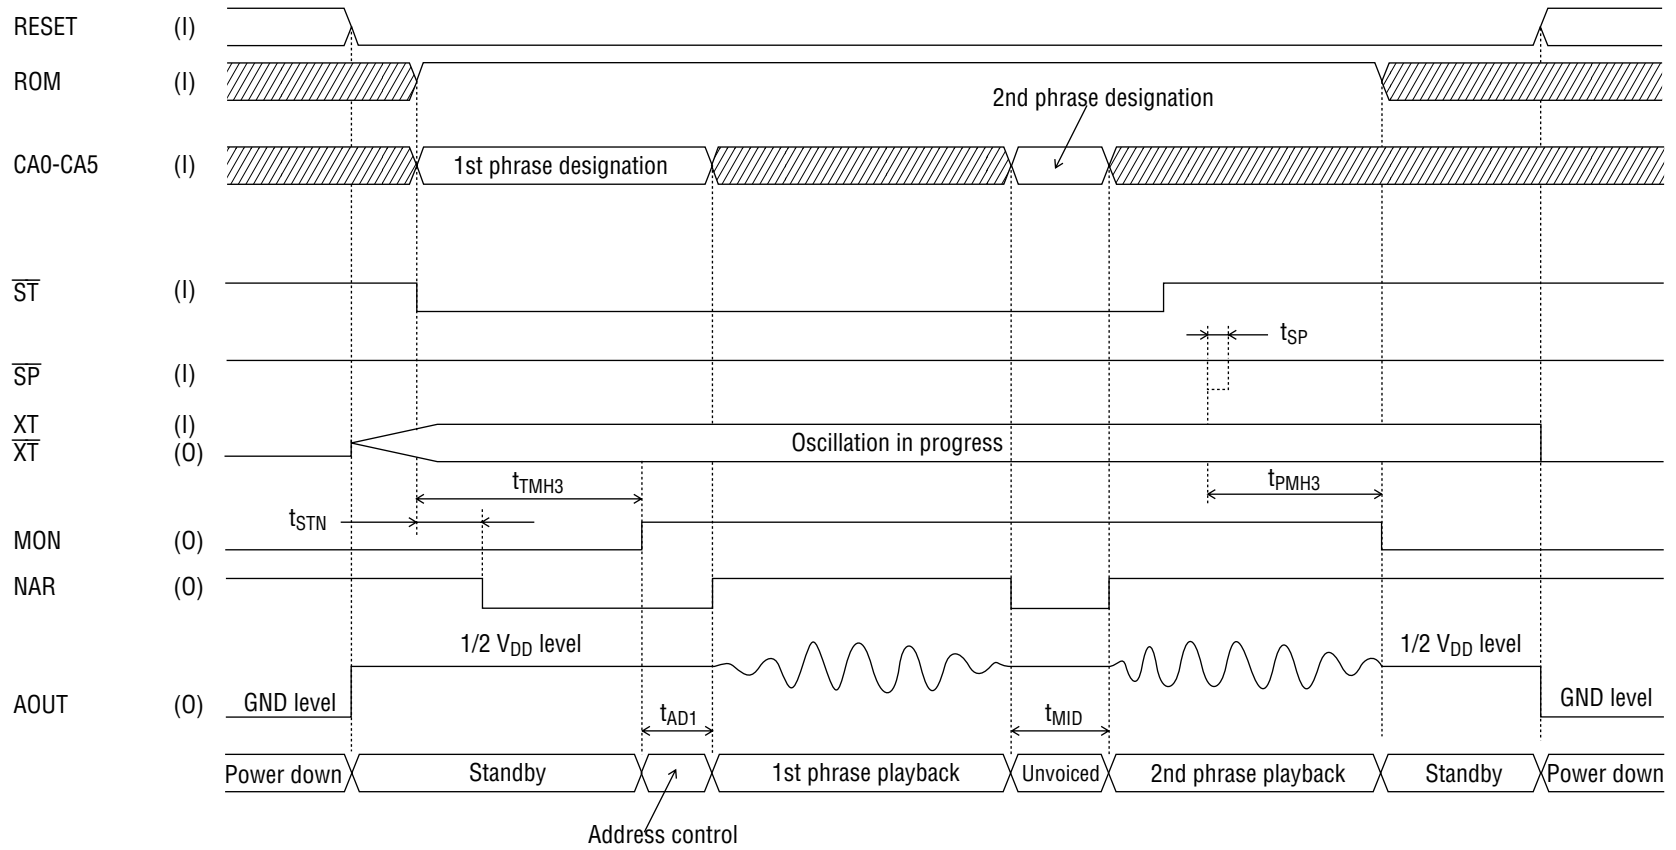 RESET (I)
ROM (I)
2nd phrase designation
CA0-CA5 (I)
1st phrase designation
ST (I)
tSP
SP (I)
XT (I)
XT (O)
Oscillation in progress
tTMH3
tPMH3
tSTN
MON (O)
NAR (O)
1/2 VDD level
1/2 VDD level
AOUT (O)
GND level
GND level
tAD1
tMID
Power down
Standby
1st phrase playback
Unvoiced
2nd phrase playback
Standby
Power down
Address control